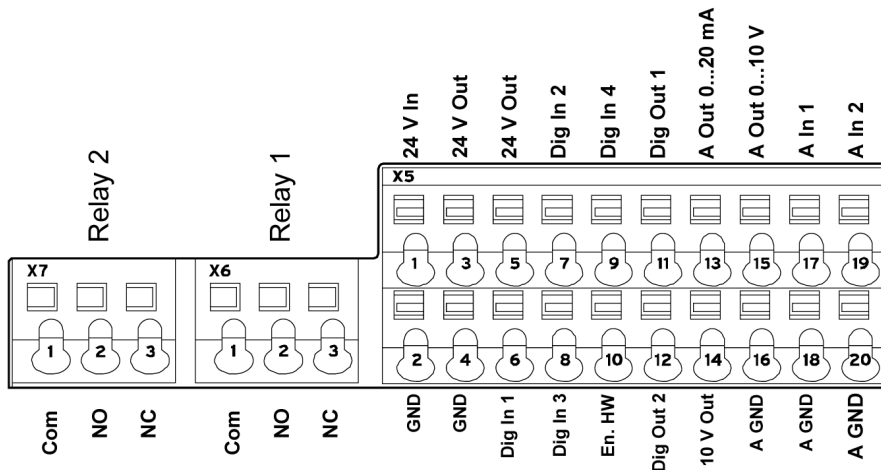 24 V In
24 V Out
24 V Out
Dig In 2
Dig In 4
Dig Out 1
A Out 0...20 mA
A Out 0...10 V
A In 1
A In 2
Relay 2
Relay 1
X5
1 3 5 7 9 11 13 15 17 19
X7
X6
1 2 3
1 2 3
2 4 6 8 10 12 14 16 18 20
Com
NO
NC
Com
NO
NC
GND
GND
Dig In 1
Dig In 3
En. HW
Dig Out 2
10 V Out
A GND
A GND
A GND